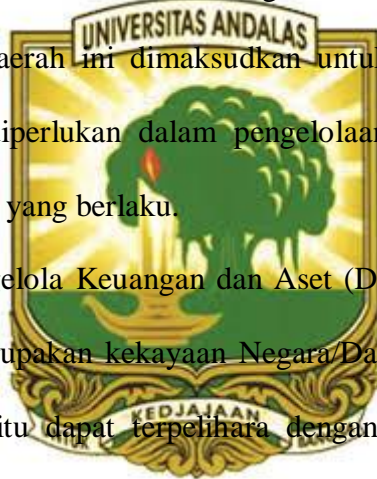 UNIVERSITAS ANDALAS
aerah ini dimaksudkan untuk
iperlukan dalam pengelolaan
yang berlaku.
elola Keuangan dan Aset (D
upakan kekayaan Negara/Da
KEDJAJAAN
UNTUK
itu dapat terpelihara dengan